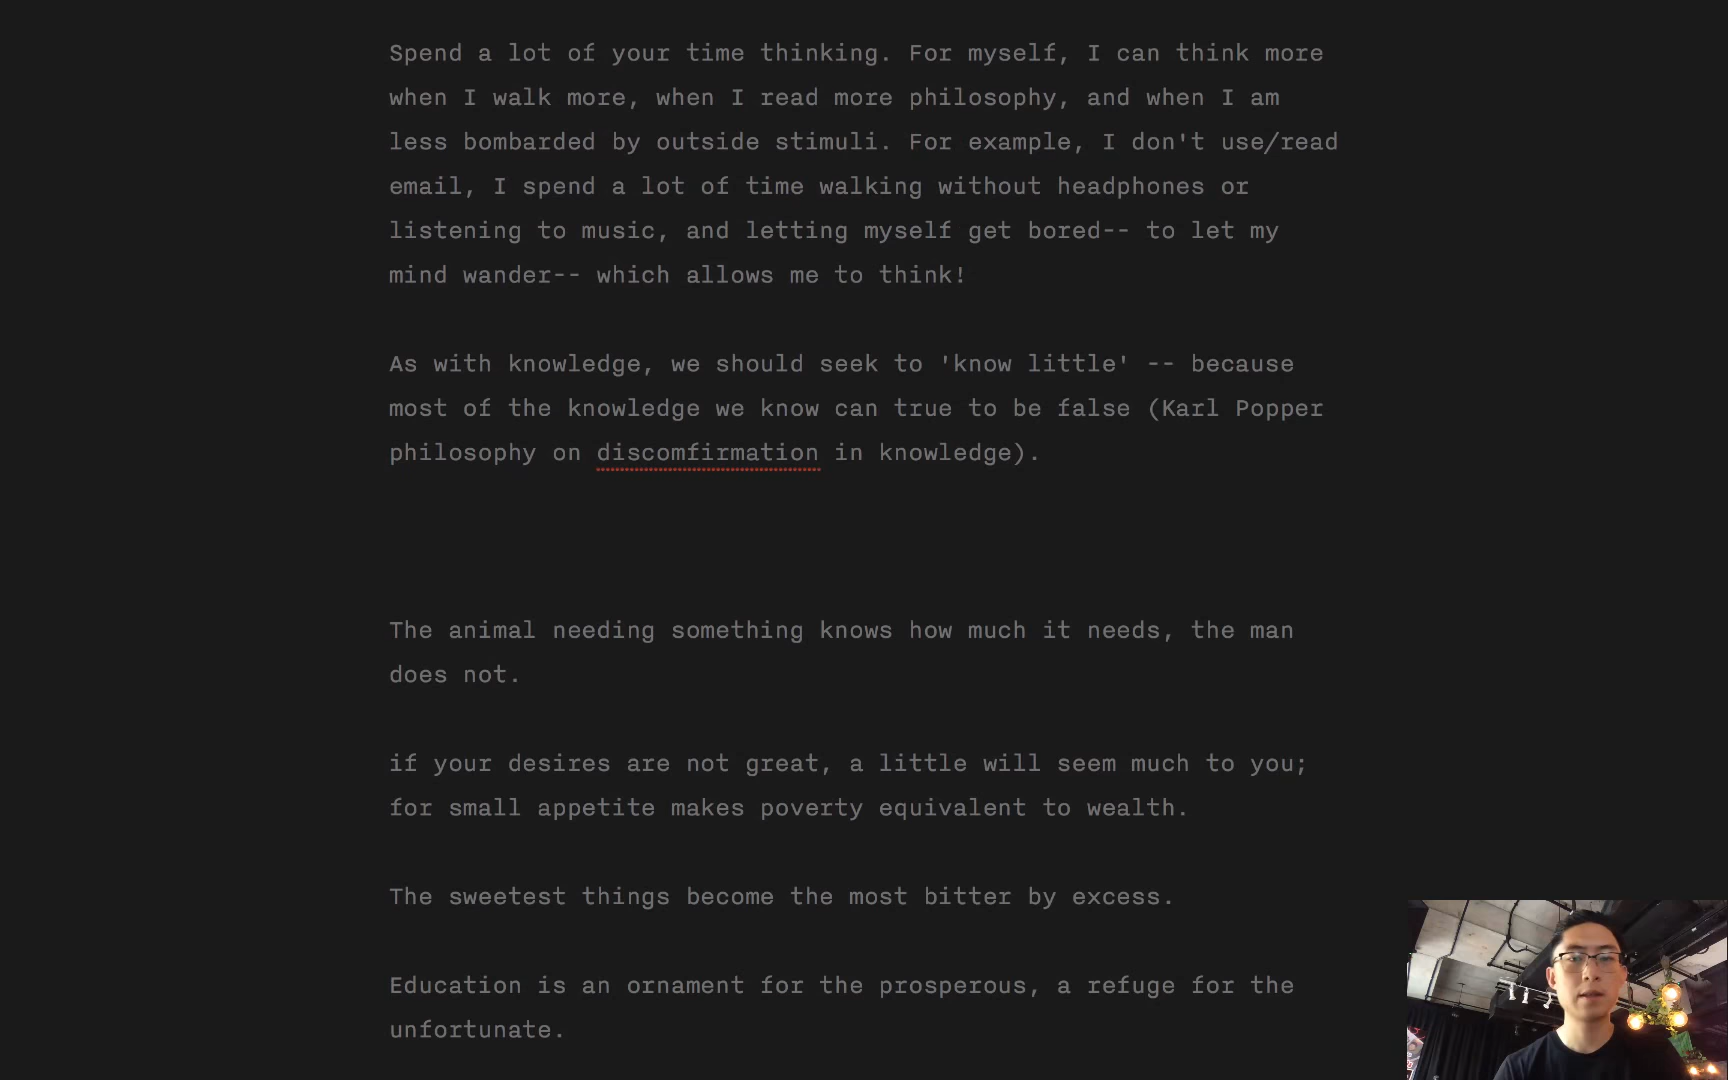 Spend a lot of your time thinking. For myself, I can think more
when I walk more, when I read more philosophy, and when I am
less bombarded by outside stimuli. For example, I don't use/read
email, I spend a lot of time walking without headphones or
listening to music, and letting myself get bored-- to let my
mind wander-- which allows me to think!
As with knowledge, we should seek to 'know little' -- because
most of the knowledge we know can true to be false (Karl Popper
philosophy on discomfirmation in knowledge).
The animal needing something knows how much it needs, the man
does not.
if your desires are not great, a little will seem much to you;
for small appetite makes poverty equivalent to wealth.
The sweetest things become the most bitter by excess.
Education is an ornament for the prosperous, a refuge for the
unfortunate.